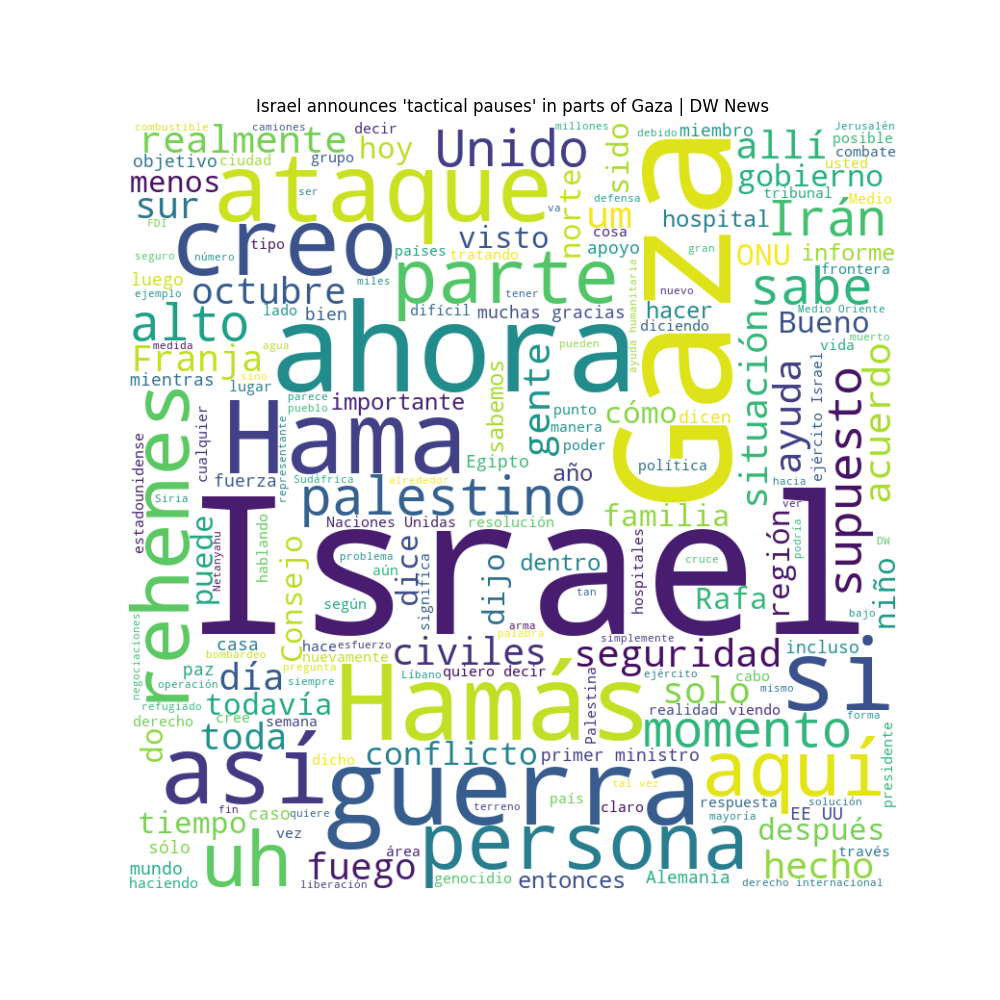 Israel announces 'tactical pauses' in parts of Gaza | DW News
combustible
camiones
decir
millones
debido
miembro
Jerusalén
realmente
hoy
Unido
sido
allí
posible
combate
objetivo
ciudad
grupo
usted
menos
ataque
ser
norte
Gaza
gobierno
tribunal
sur
defensa
um
hospital
Irán
Medio
FDI
va
creo
tipo
visto
cosa
países
tratando
apoyo
gran
ONU
informe
seguro
número
parte
frontera
luego
miles
ayuda humanitaria
nuevo
sabe
ejemplo
octubre
tener
alto
lado
bien
difícil
muchas gracias
hacer
Medio Oriente
diciendo
situación
Bueno
ahora
muerto
medida
agua
Franja
gente
pueden
vida
sino
mientras
lugar
sabemos
cómo
dicen
ayuda
ejército Israel
supuesto
acuerdo
rehenes
parece
pueblo
importante
punto
manera
Hama
cualquier
representante
poder
Egipto
año
política
hacia
estadounidense
fuerza
Sudáfrica
alrededor
Siria
palestino
familia
ver
Naciones Unidas
resolución
región
podría
puede
Netanyahu
hablando
Israel
DW
problema
dice
significa
dijo
dentro
hospitales
cruce
niño
aún
Consejo
tan
Rafa
según
bajo
negociaciones
arma
palabra
simplemente
casa
hace
esfuerzo
civiles
seguridad
incluso
si
bombardeo
nuevamente
pregunta
Palestina
paz
día
quiero decir
ejército
cabo
operación
siempre
Líbano
Hamás
solo
mismo
refugiado
todavía
realidad
viendo
forma
derecho
cree
semana
momento
presidente
do
toda
así
conflicto
primer ministro
aquí
dicho
guerra
tal vez
país
fin
quiere
terreno
claro
respuesta
solución
tiempo
caso
EE UU
mayoría
vez
persona
después
sólo
uh
área
través
mundo
fuego
hecho
haciendo
liberación
genocidio
entonces
Alemania
derecho internacional